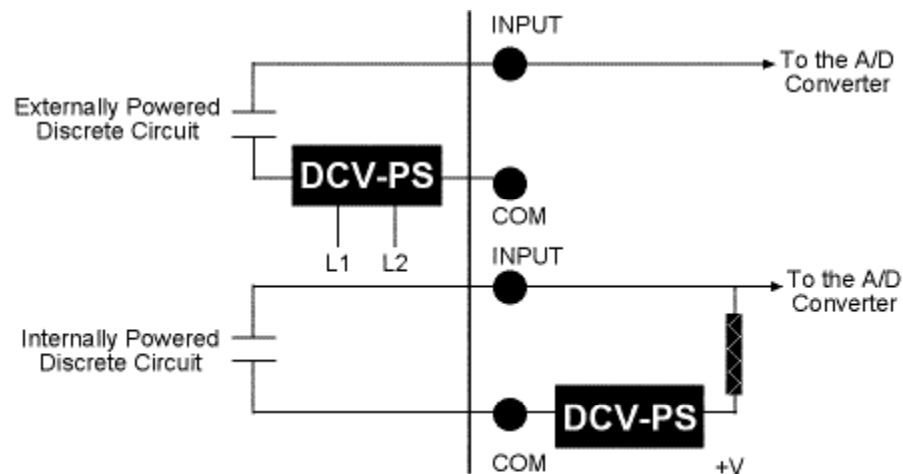 INPUT
To the A/D
Converter
Externally Powered
Discrete Circuit
DCV-PS
COM
L1 L2
INPUT
To the A/D
Converter
Internally Powered
Discrete Circuit
DCV-PS
COM
+V